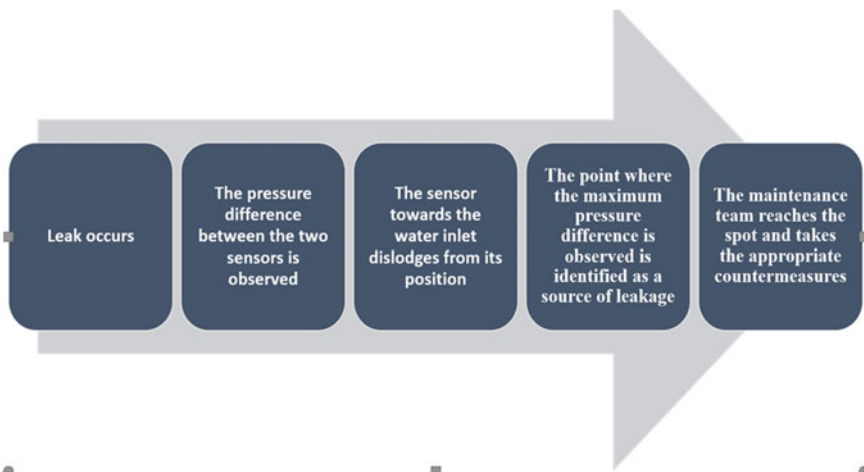 Leak occurs
The pressure
difference
between the two
sensors is
observed
The sensor
towards the
water inlet
dislodges from its
position
The point where
the maximum
pressure
difference is
observed is
identified as a
source of leakage
The maintenance
team reaches the
spot and takes
the appropriate
countermeasures